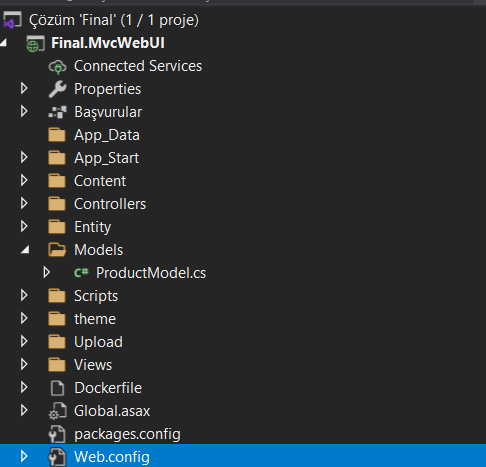 Çözüm 'Final' (1 / 1 proje)
Final.MvcWebUI
Connected Services
Properties
Başvurular
App_Data
App_Start
Content
Controllers
Entity
Models
C# ProductModel.cs
Scripts
theme
Upload
Views
Dockerfile
Global.asax
packages.config
Web.config